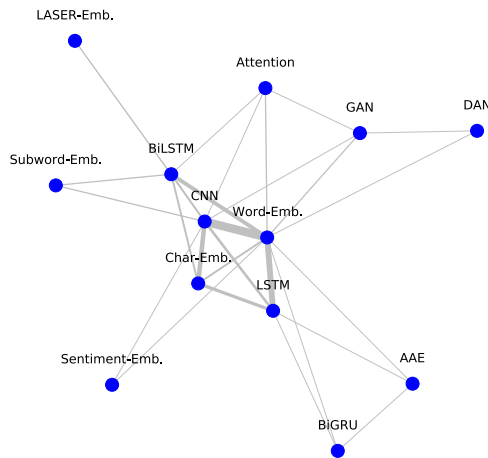 LASER-Emb.
Attention
GAN
DAN
BiLSTM
Subword-Emb.
CNN
Word-Emb.
Char-Emb.
LSTM
Sentiment-Emb.
AAE
BiGRU